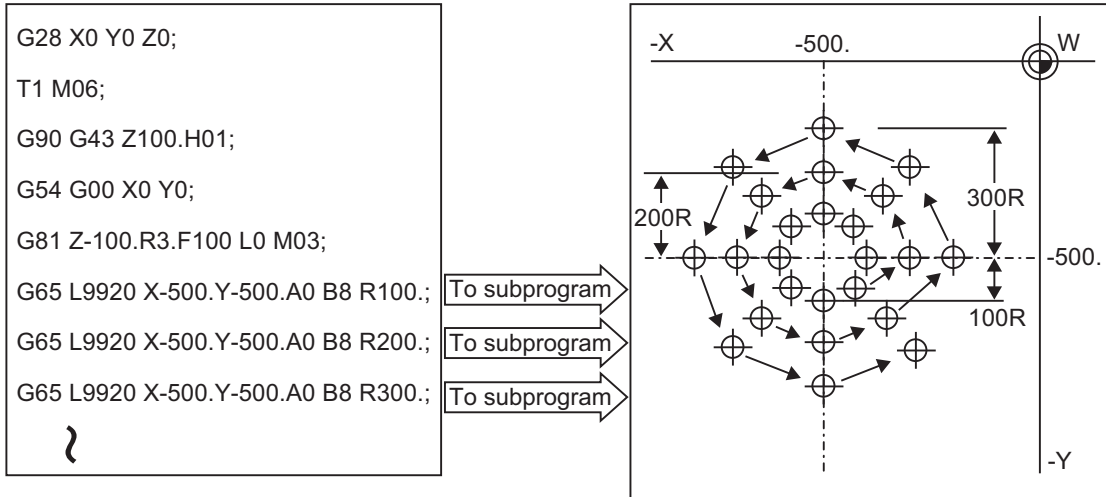 G28 X0 Y0 Z0;
T1 M06;
G90 G43 Z100.H01;
G54 G00 X0 Y0;
G81 Z-100.R3.F100 L0 M03;
G65 L9920 X-500.Y-500.A0 B8 R100.;
To subprogram
G65 L9920 X-500.Y-500.A0 B8 R200.;
To subprogram
G65 L9920 X-500.Y-500.A0 B8 R300.;
To subprogram
-X
-500.
W
200R
300R
-500.
100R
-Y